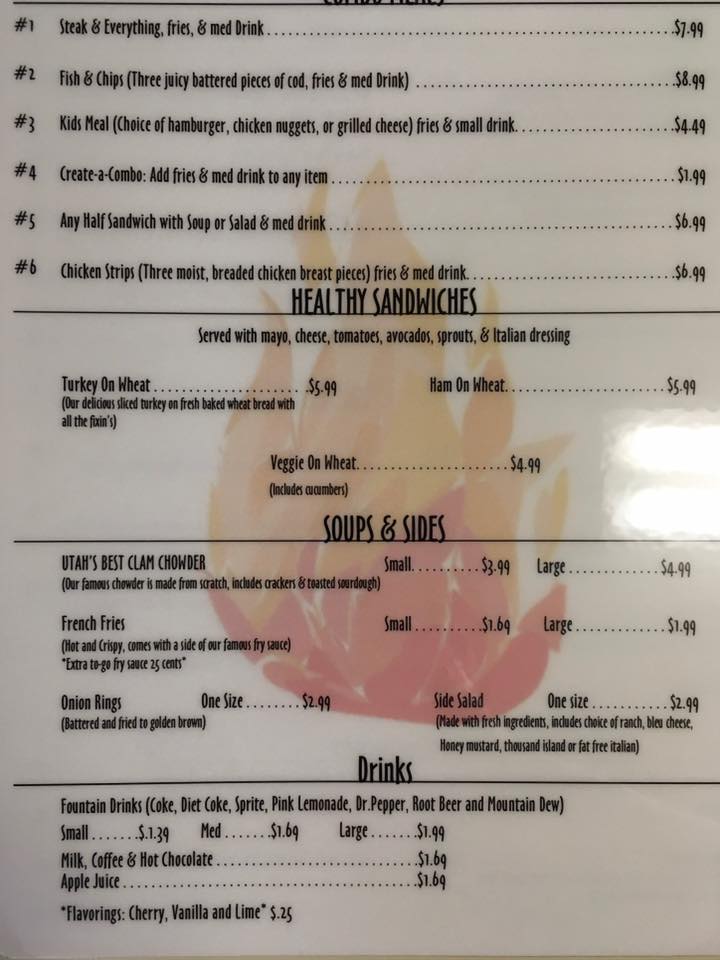 COMBO MEALS
#1 Steak & Everything, fries, & med Drink $7.99
#2 Fish & Chips (Three juicy battered pieces of cod, fries & med Drink) $8.99
#3 Kids Meal (Choice of hamburger, chicken nuggets, or grilled cheese) fries & small drink. $4.49
#4 Create-a-Combo: Add fries & med drink to any item $1.99
#5 Any Half Sandwich with Soup or Salad & med drink $6.99
#6 Chicken Strips (Three moist, breaded chicken breast pieces) fries & med drink. $6.99
HEALTHY SANDWICHES
Served with mayo, cheese, tomatoes, avocados, sprouts, & Italian dressing
Turkey On Wheat $5.99 Ham On Wheat $5.99
(Our delicious sliced turkey on fresh baked wheat bread with
all the fixin's)
Veggie On Wheat $4.99
(Includes cucumbers)
SOUPS & SIDES
UTAH'S BEST CLAM CHOWDER Small $3.99 Large $4.99
(Our famous chowder is made from scratch, includes crackers & toasted sourdough)
French Fries Small $1.69 Large $1.99
(Hot and Crispy, comes with a side of our famous fry sauce)
*Extra to-go fry sauce 25 cents*
Onion Rings One Size $2.99 Side Salad One size $2.99
(Battered and fried to golden brown) (Made with fresh ingredients, includes choice of ranch, bleu cheese,
Honey mustard, thousand island or fat free italian)
Drinks
Fountain Drinks (Coke, Diet Coke, Sprite, Pink Lemonade, Dr.Pepper, Root Beer and Mountain Dew)
Small $.1.39 Med $1.69 Large $1.99
Milk, Coffee & Hot Chocolate $1.69
Apple Juice $1.69
*Flavorings: Cherry, Vanilla and Lime* $.25